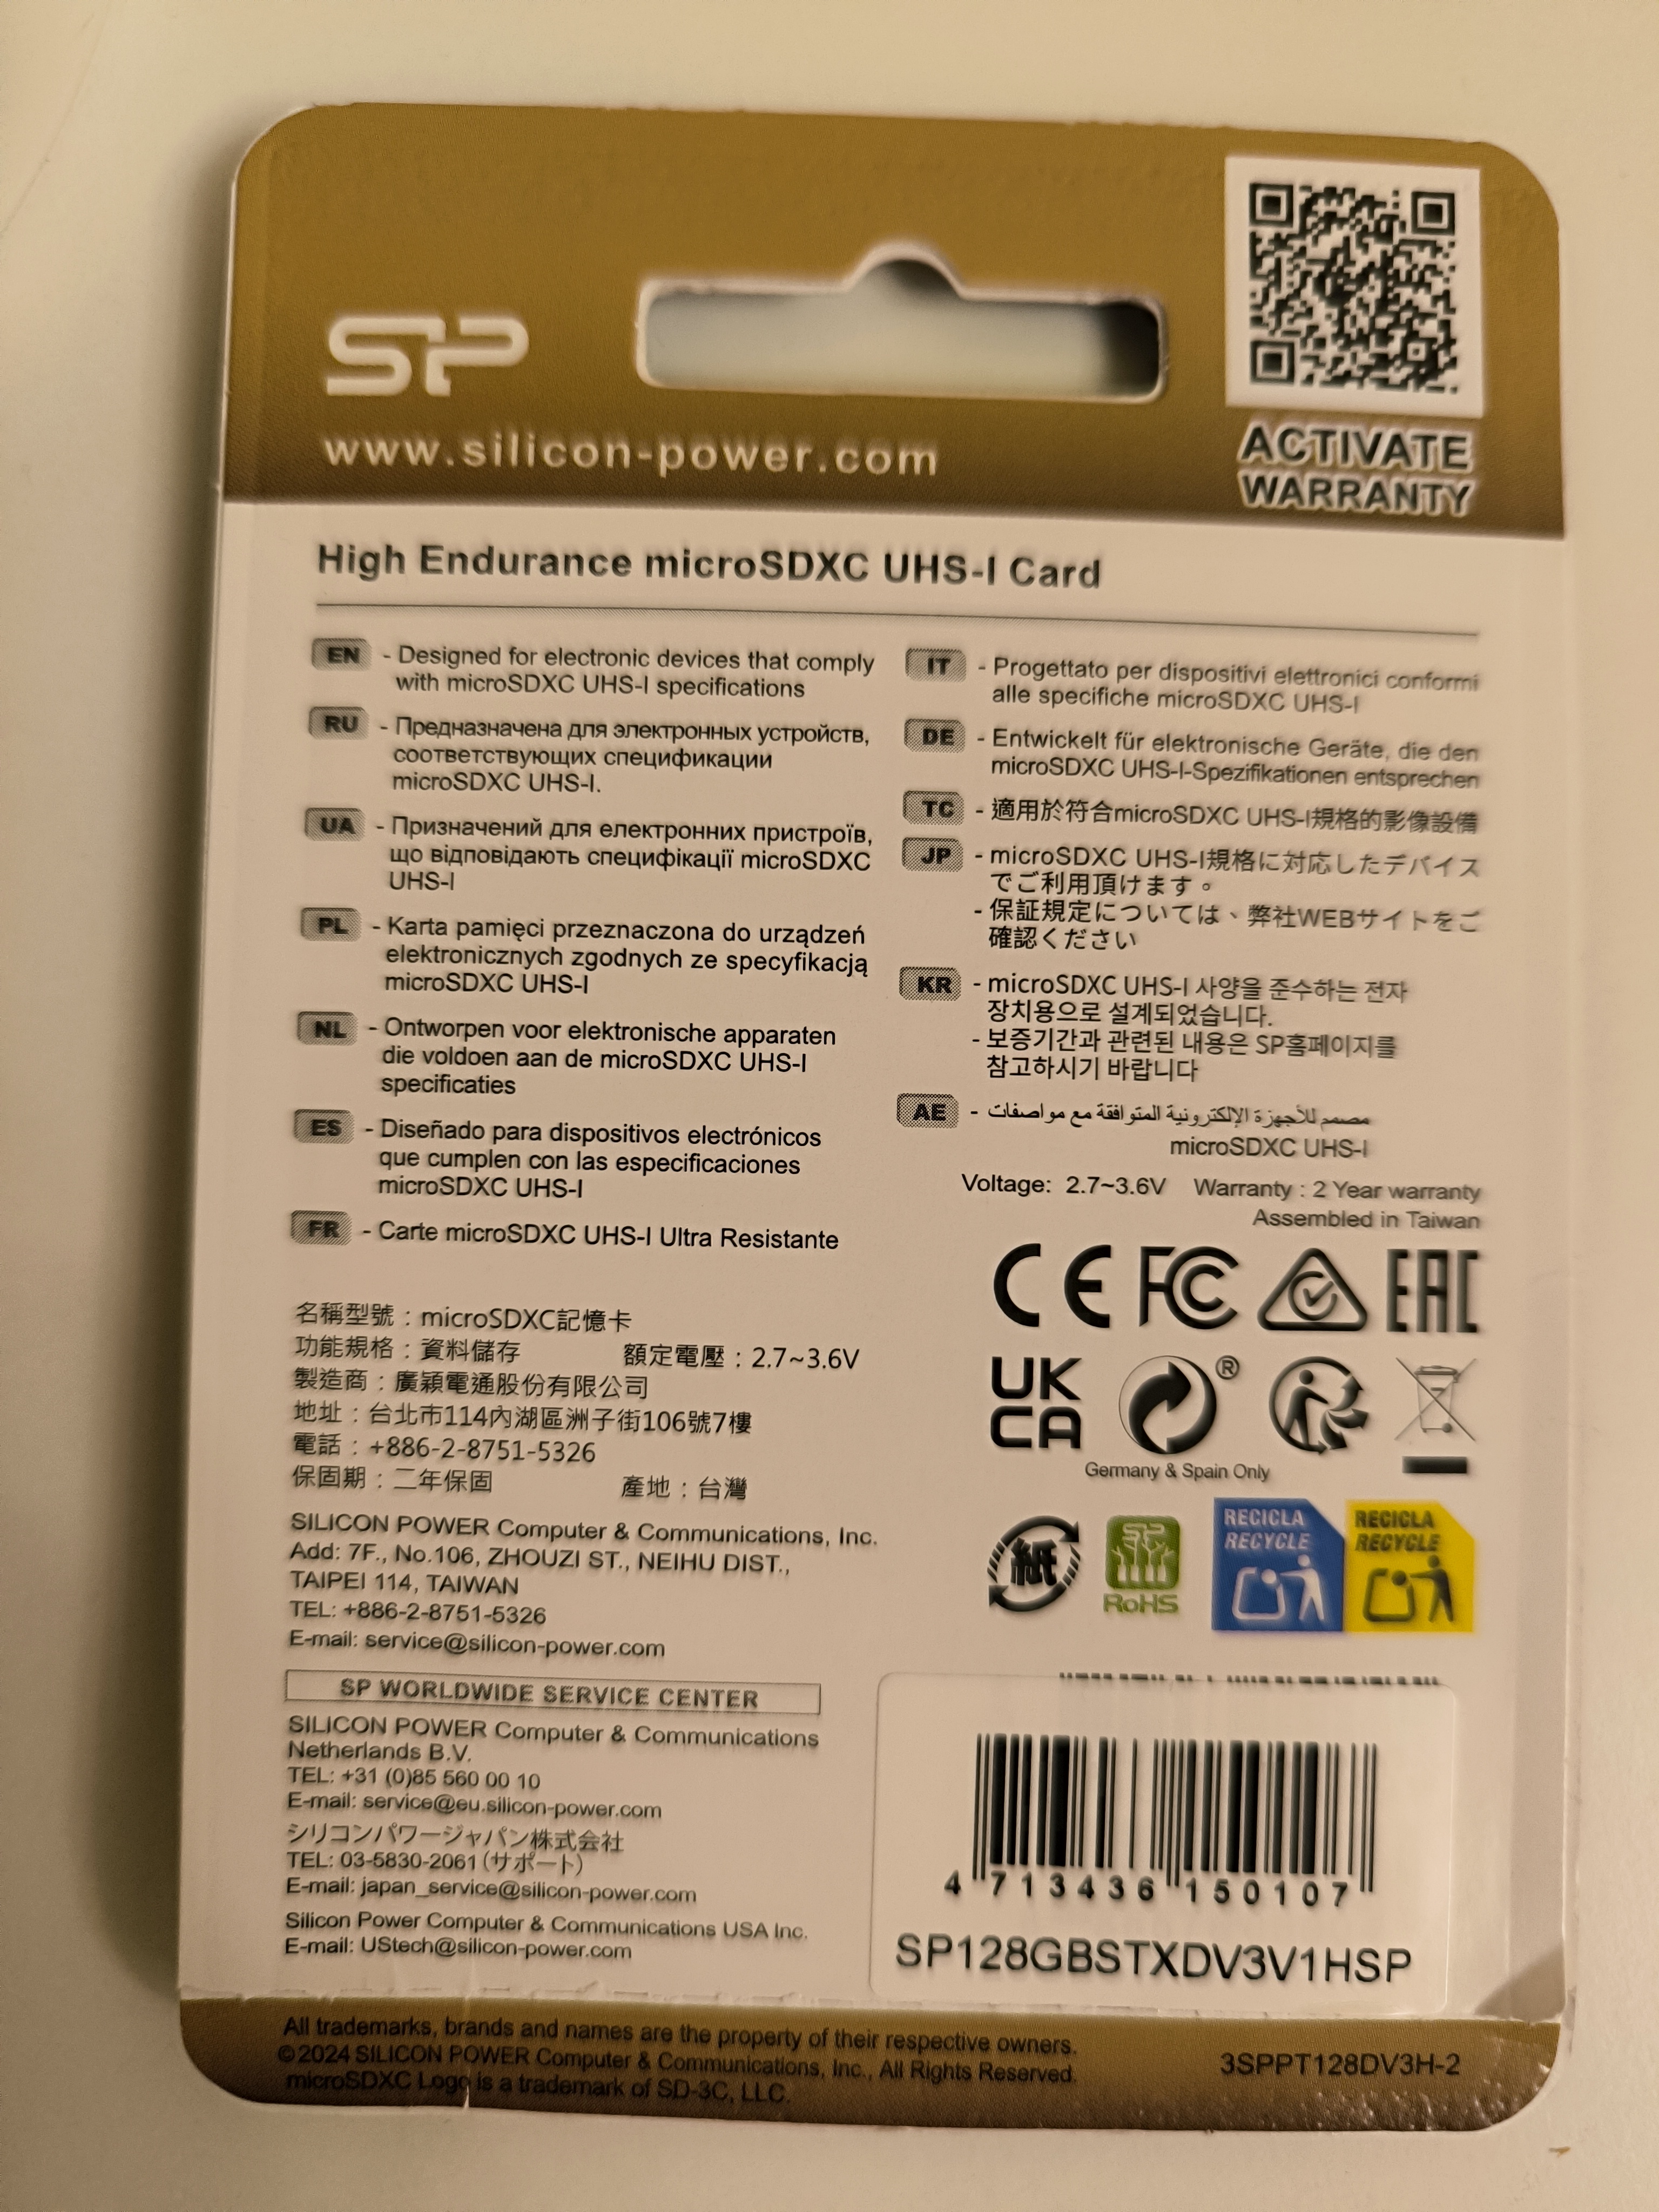 SP
www.silicon-power.com
ACTIVATE
WARRANTY
High Endurance microSDXC UHS-I Card
EN - Designed for electronic devices that comply
with microSDXC UHS-I specifications
RU - Предназначена для электронных устройств,
соответствующих спецификации
microSDXC UHS-I.
UA - Призначений для електронних пристроїв,
що відповідають специфікації microSDXC
UHS-I
PL - Karta pamięci przeznaczona do urządzeń
elektronicznych zgodnych ze specyfikacją
microSDXC UHS-I
NL - Ontworpen voor elektronische apparaten
die voldoen aan de microSDXC UHS-I
specificaties
ES - Diseñado para dispositivos electrónicos
que cumplen con las especificaciones
microSDXC UHS-I
FR - Carte microSDXC UHS-I Ultra Resistante
IT - Progettato per dispositivi elettronici conformi
alle specifiche microSDXC UHS-I
DE - Entwickelt für elektronische Geräte, die den
microSDXC UHS-I-Spezifikationen entsprechen
TC - 適用於符合microSDXC UHS-I規格的影像設備
JP - microSDXC UHS-I規格に対応したデバイス
でご利用頂けます。
- 保証規定については、弊社WEBサイトをご
確認ください
KR - microSDXC UHS-I 사양을 준수하는 전자
장치용으로 설계되었습니다.
- 보증기간과 관련된 내용은 SP홈페이지를
참고하시기 바랍니다
AE - مصمم للأجهزة الإلكترونية المتوافقة مع مواصفات
microSDXC UHS-I
Voltage: 2.7~3.6V Warranty : 2 Year warranty
Assembled in Taiwan
CE FC EAC
UK
CA ®
Germany & Spain Only
紙 SP RoHS
RECICLA
RECYCLE
RECICLA
RECYCLE
名稱型號：microSDXC記憶卡
功能規格：資料儲存 額定電壓：2.7~3.6V
製造商：廣穎電通股份有限公司
地址：台北市114內湖區洲子街106號7樓
電話：+886-2-8751-5326
保固期：二年保固 產地：台灣
SILICON POWER Computer & Communications, Inc.
Add: 7F., No.106, ZHOUZI ST., NEIHU DIST.,
TAIPEI 114, TAIWAN
TEL: +886-2-8751-5326
E-mail: service@silicon-power.com
SP WORLDWIDE SERVICE CENTER
SILICON POWER Computer & Communications
Netherlands B.V.
TEL: +31 (0)85 560 00 10
E-mail: service@eu.silicon-power.com
シリコンパワージャパン株式会社
TEL: 03-5830-2061（サポート）
E-mail: japan_service@silicon-power.com
Silicon Power Computer & Communications USA Inc.
E-mail: UStech@silicon-power.com
4 713436 150107
SP128GBSTXDV3V1HSP
All trademarks, brands and names are the property of their respective owners.
©2024 SILICON POWER Computer & Communications, Inc., All Rights Reserved.
microSDXC Logo is a trademark of SD-3C, LLC.
3SPPT128DV3H-2